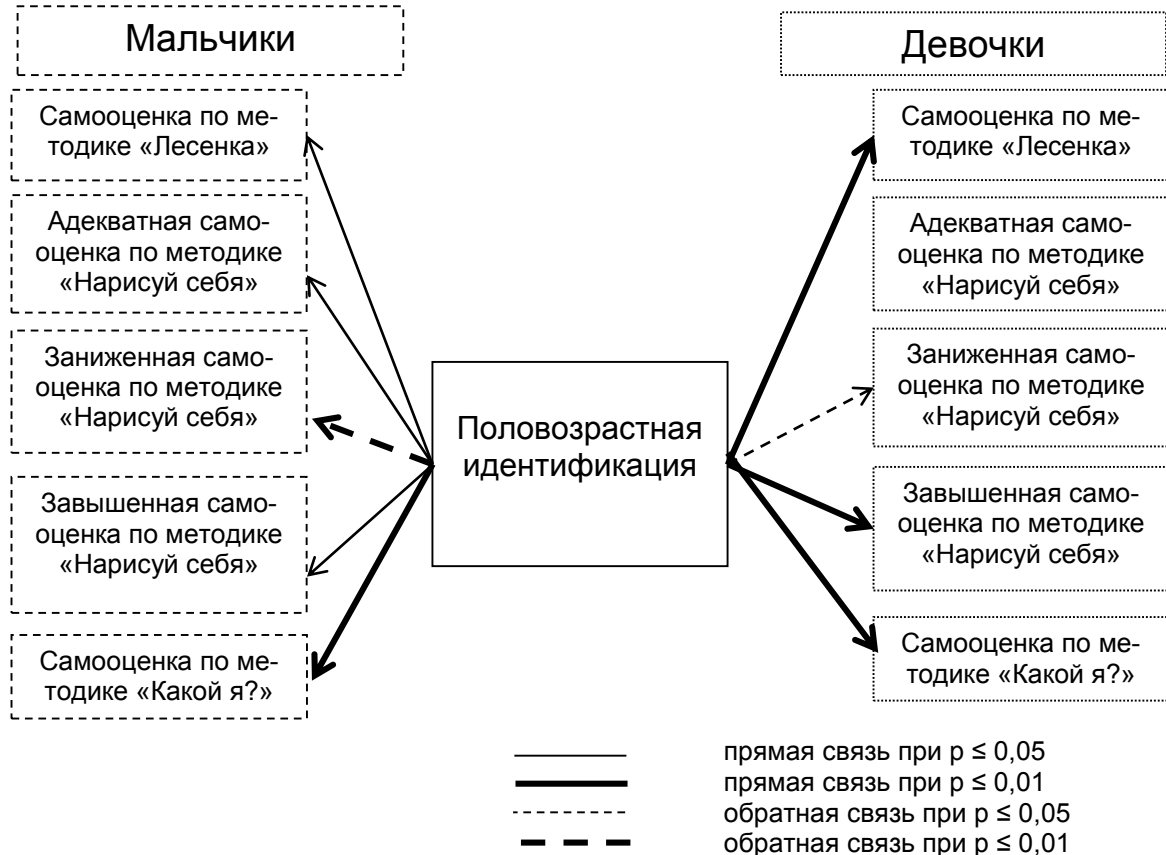 Мальчики
Самооценка по ме-
тодике «Лесенка»
Адекватная само-
оценка по методике
«Нарисуй себя»
Заниженная само-
оценка по методике
«Нарисуй себя»
Завышенная само-
оценка по методике
«Нарисуй себя»
Самооценка по ме-
тодике «Какой я?»
Половозрастная
идентификация
Девочки
Самооценка по ме-
тодике «Лесенка»
Адекватная само-
оценка по методике
«Нарисуй себя»
Заниженная само-
оценка по методике
«Нарисуй себя»
Завышенная само-
оценка по методике
«Нарисуй себя»
Самооценка по ме-
тодике «Какой я?»
прямая связь при p ≤ 0,05
прямая связь при p ≤ 0,01
обратная связь при p ≤ 0,05
обратная связь при p ≤ 0,01